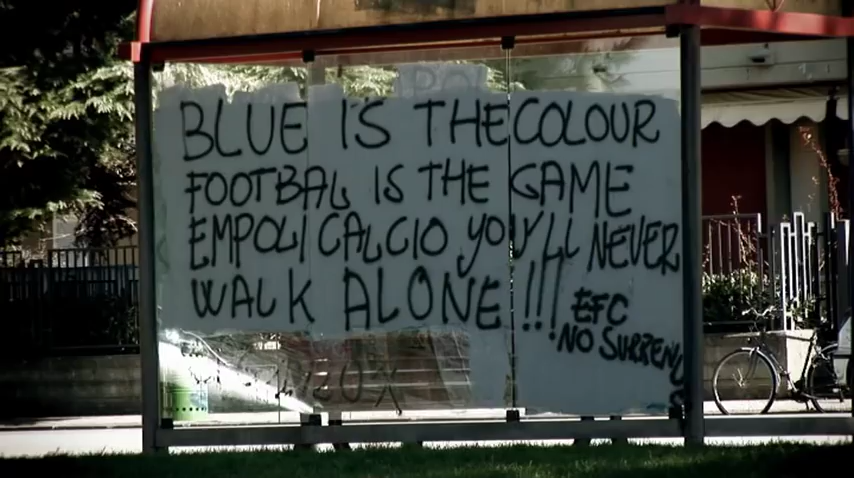 BLUE IS THE COLOUR
FOOTBAL IS THE GAME
EMPOLI CALCIO YOU'LL NEVER
WALK ALONE !!!
EFC
NO SURREN